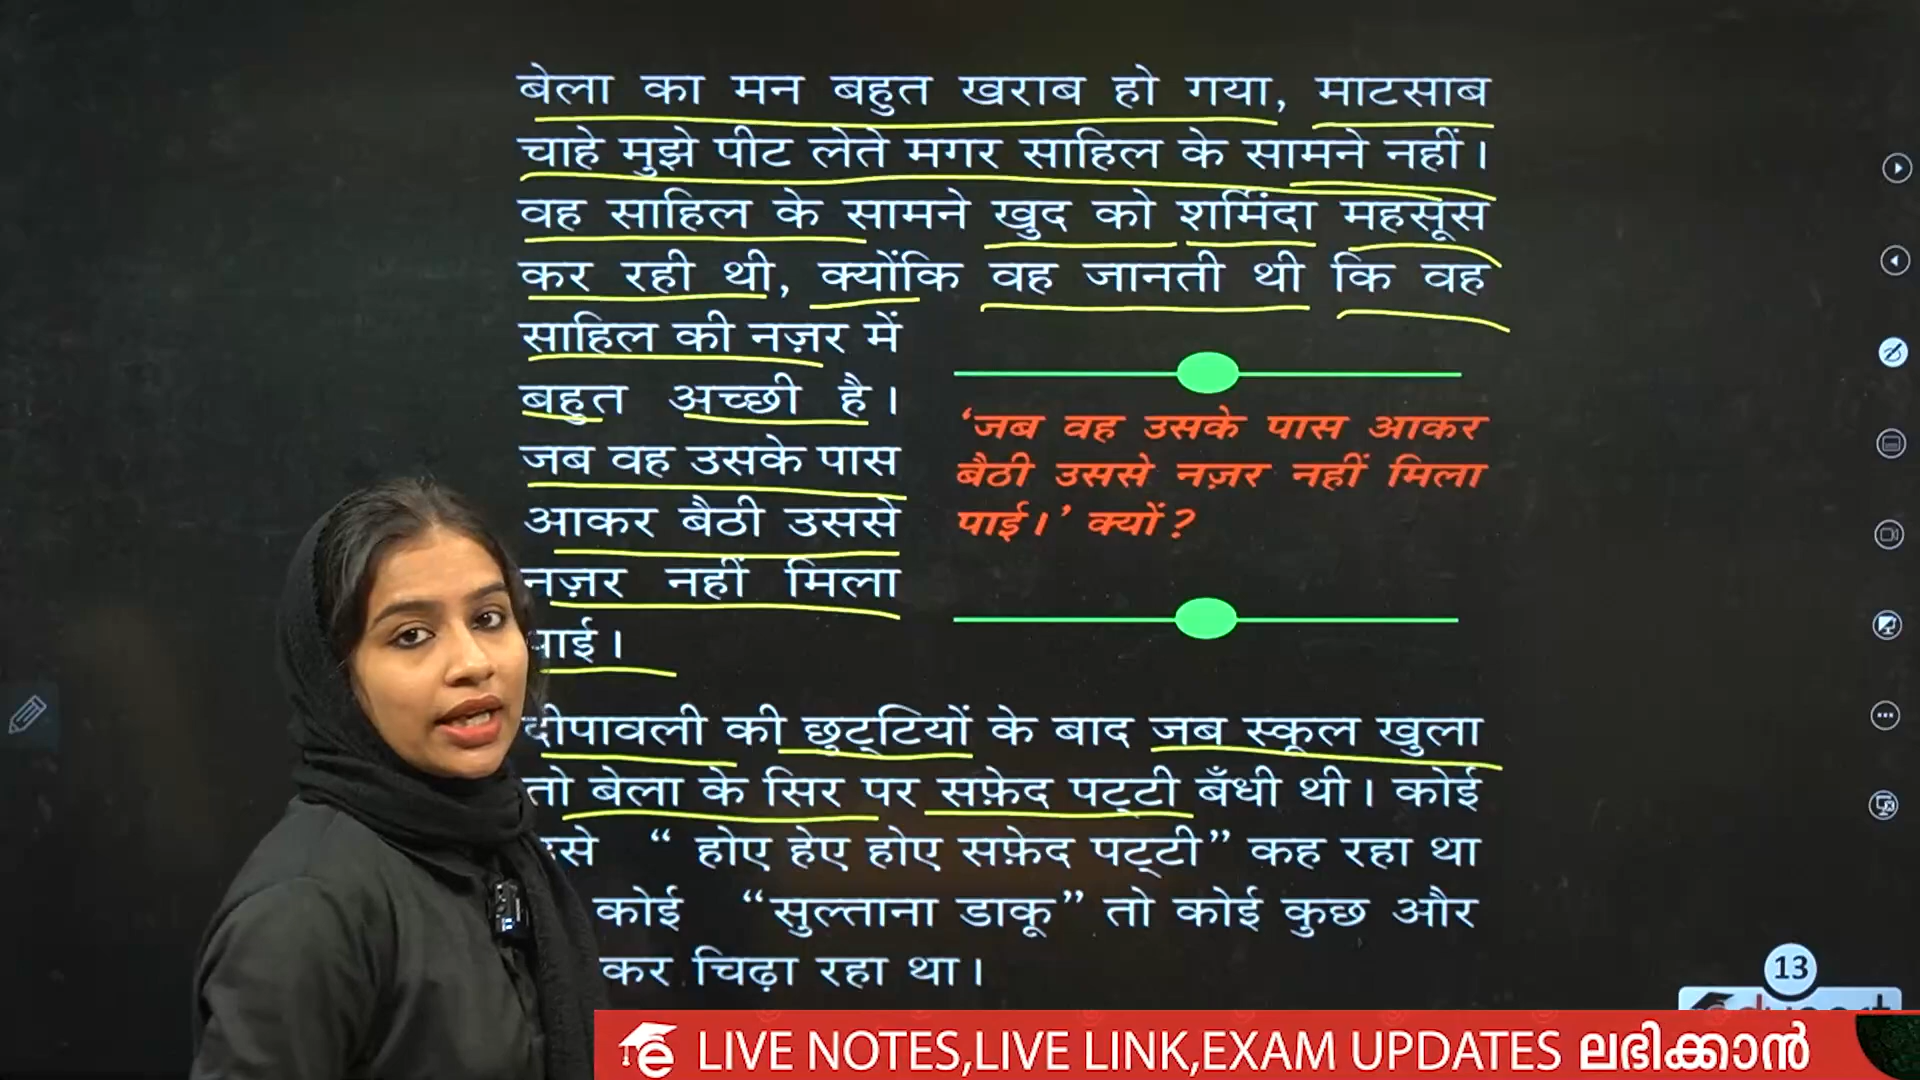 बेला का मन बहुत खराब हो गया, माटसाब
चाहे मुझे पीट लेते मगर साहिल के सामने नहीं।
वह साहिल के सामने खुद को शर्मिंदा महसूस
कर रही थी, क्योंकि वह जानती थी कि वह
साहिल की नज़र में
बहुत अच्छी है।
जब वह उसके पास
आकर बैठी उससे
नज़र नहीं मिला
पाई।
‘जब वह उसके पास आकर
बैठी उससे नज़र नहीं मिला
पाई।’ क्यों?
दीपावली की छुट्टियों के बाद जब स्कूल खुला
तो बेला के सिर पर सफ़ेद पट्टी बँधी थी। कोई
“ होए हेए होए सफ़ेद पट्टी” कह रहा था
कोई “सुल्ताना डाकू” तो कोई कुछ और
कर चिढ़ा रहा था।
13
LIVE NOTES,LIVE LINK,EXAM UPDATES ലഭിക്കാൻ